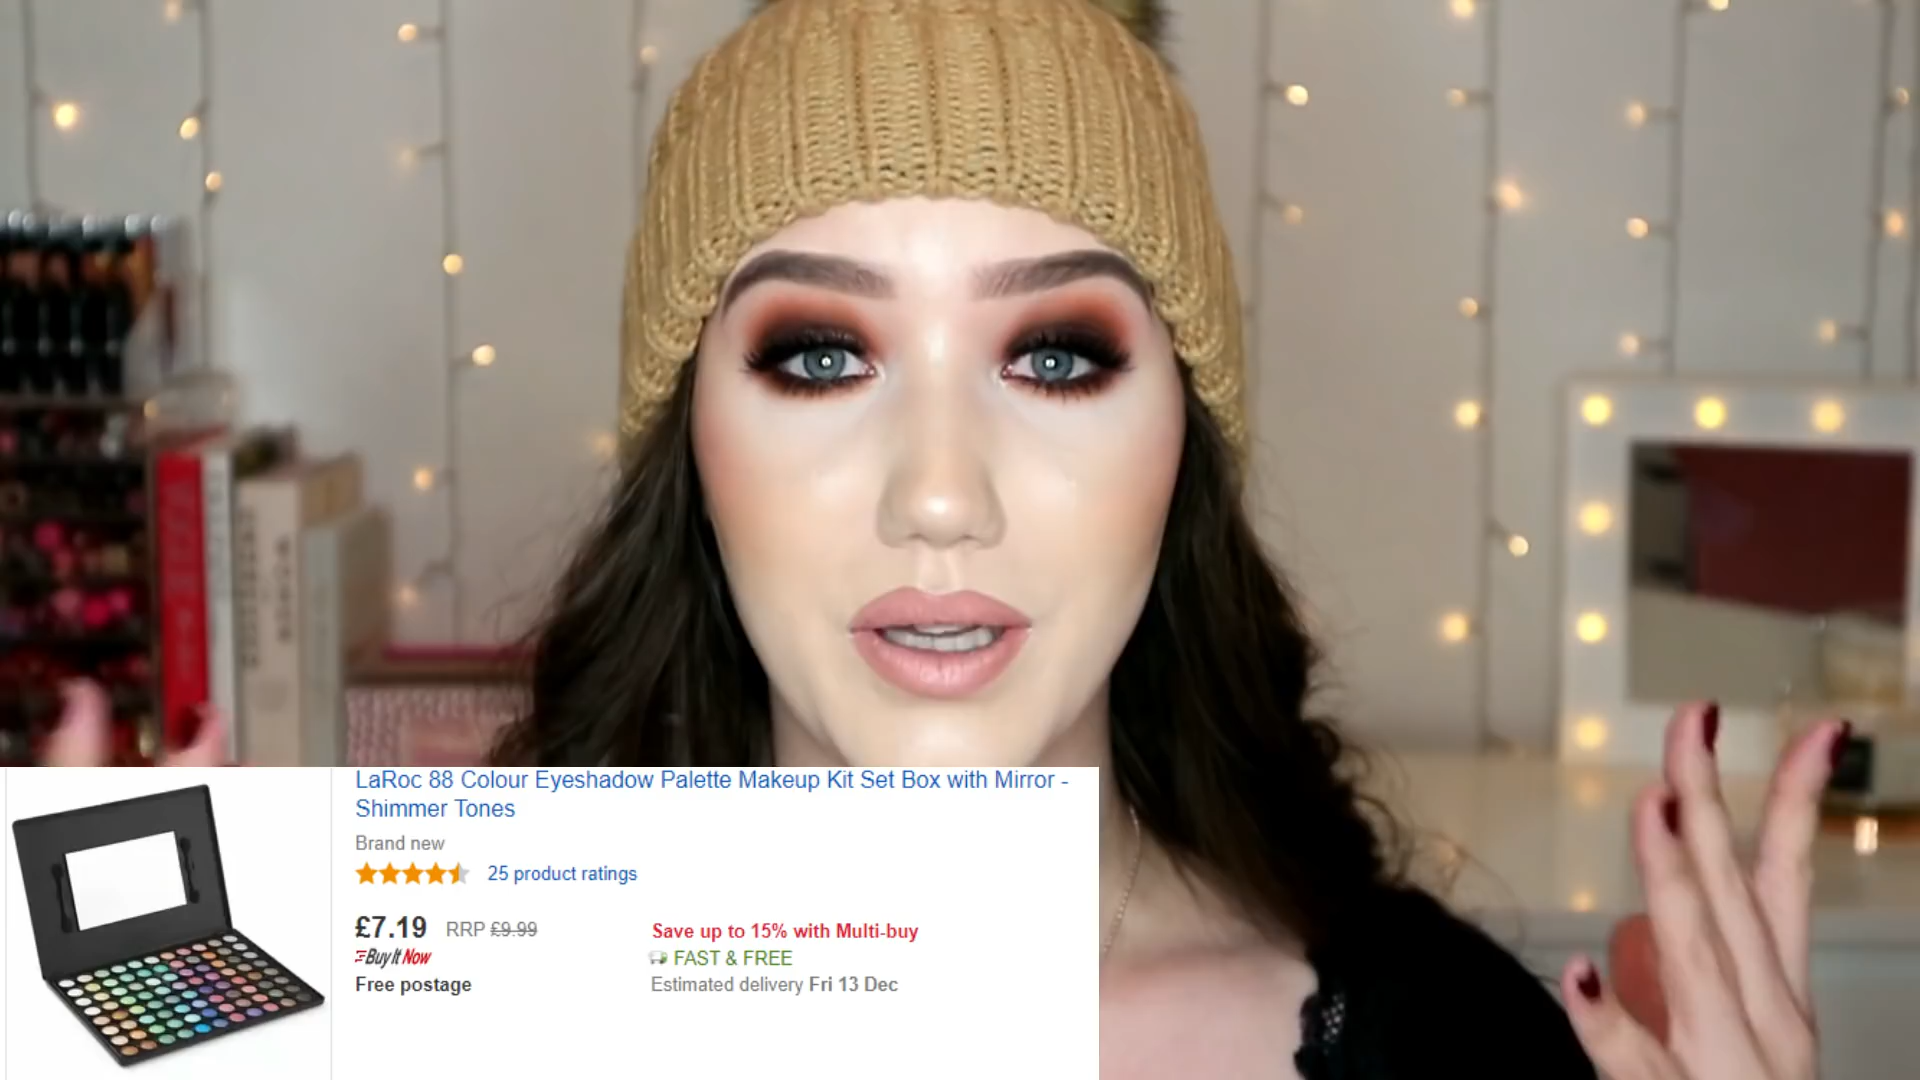 LaRoc 88 Colour Eyeshadow Palette Makeup Kit Set Box with Mirror -
Shimmer Tones
Brand new
25 product ratings
£7.19 RRP £9.99
Save up to 15% with Multi-buy
Buy It Now
FAST & FREE
Free postage
Estimated delivery Fri 13 Dec